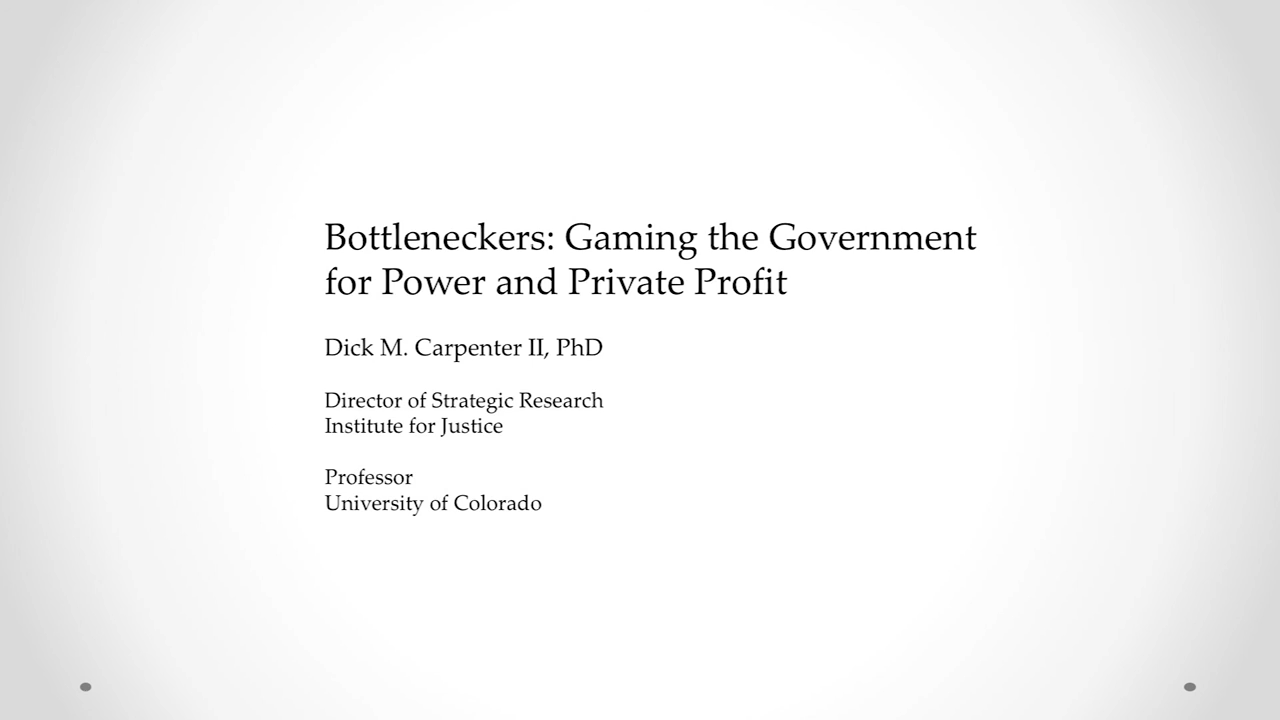 Bottleneckers: Gaming the Government
for Power and Private Profit
Dick M. Carpenter II, PhD
Director of Strategic Research
Institute for Justice
Professor
University of Colorado